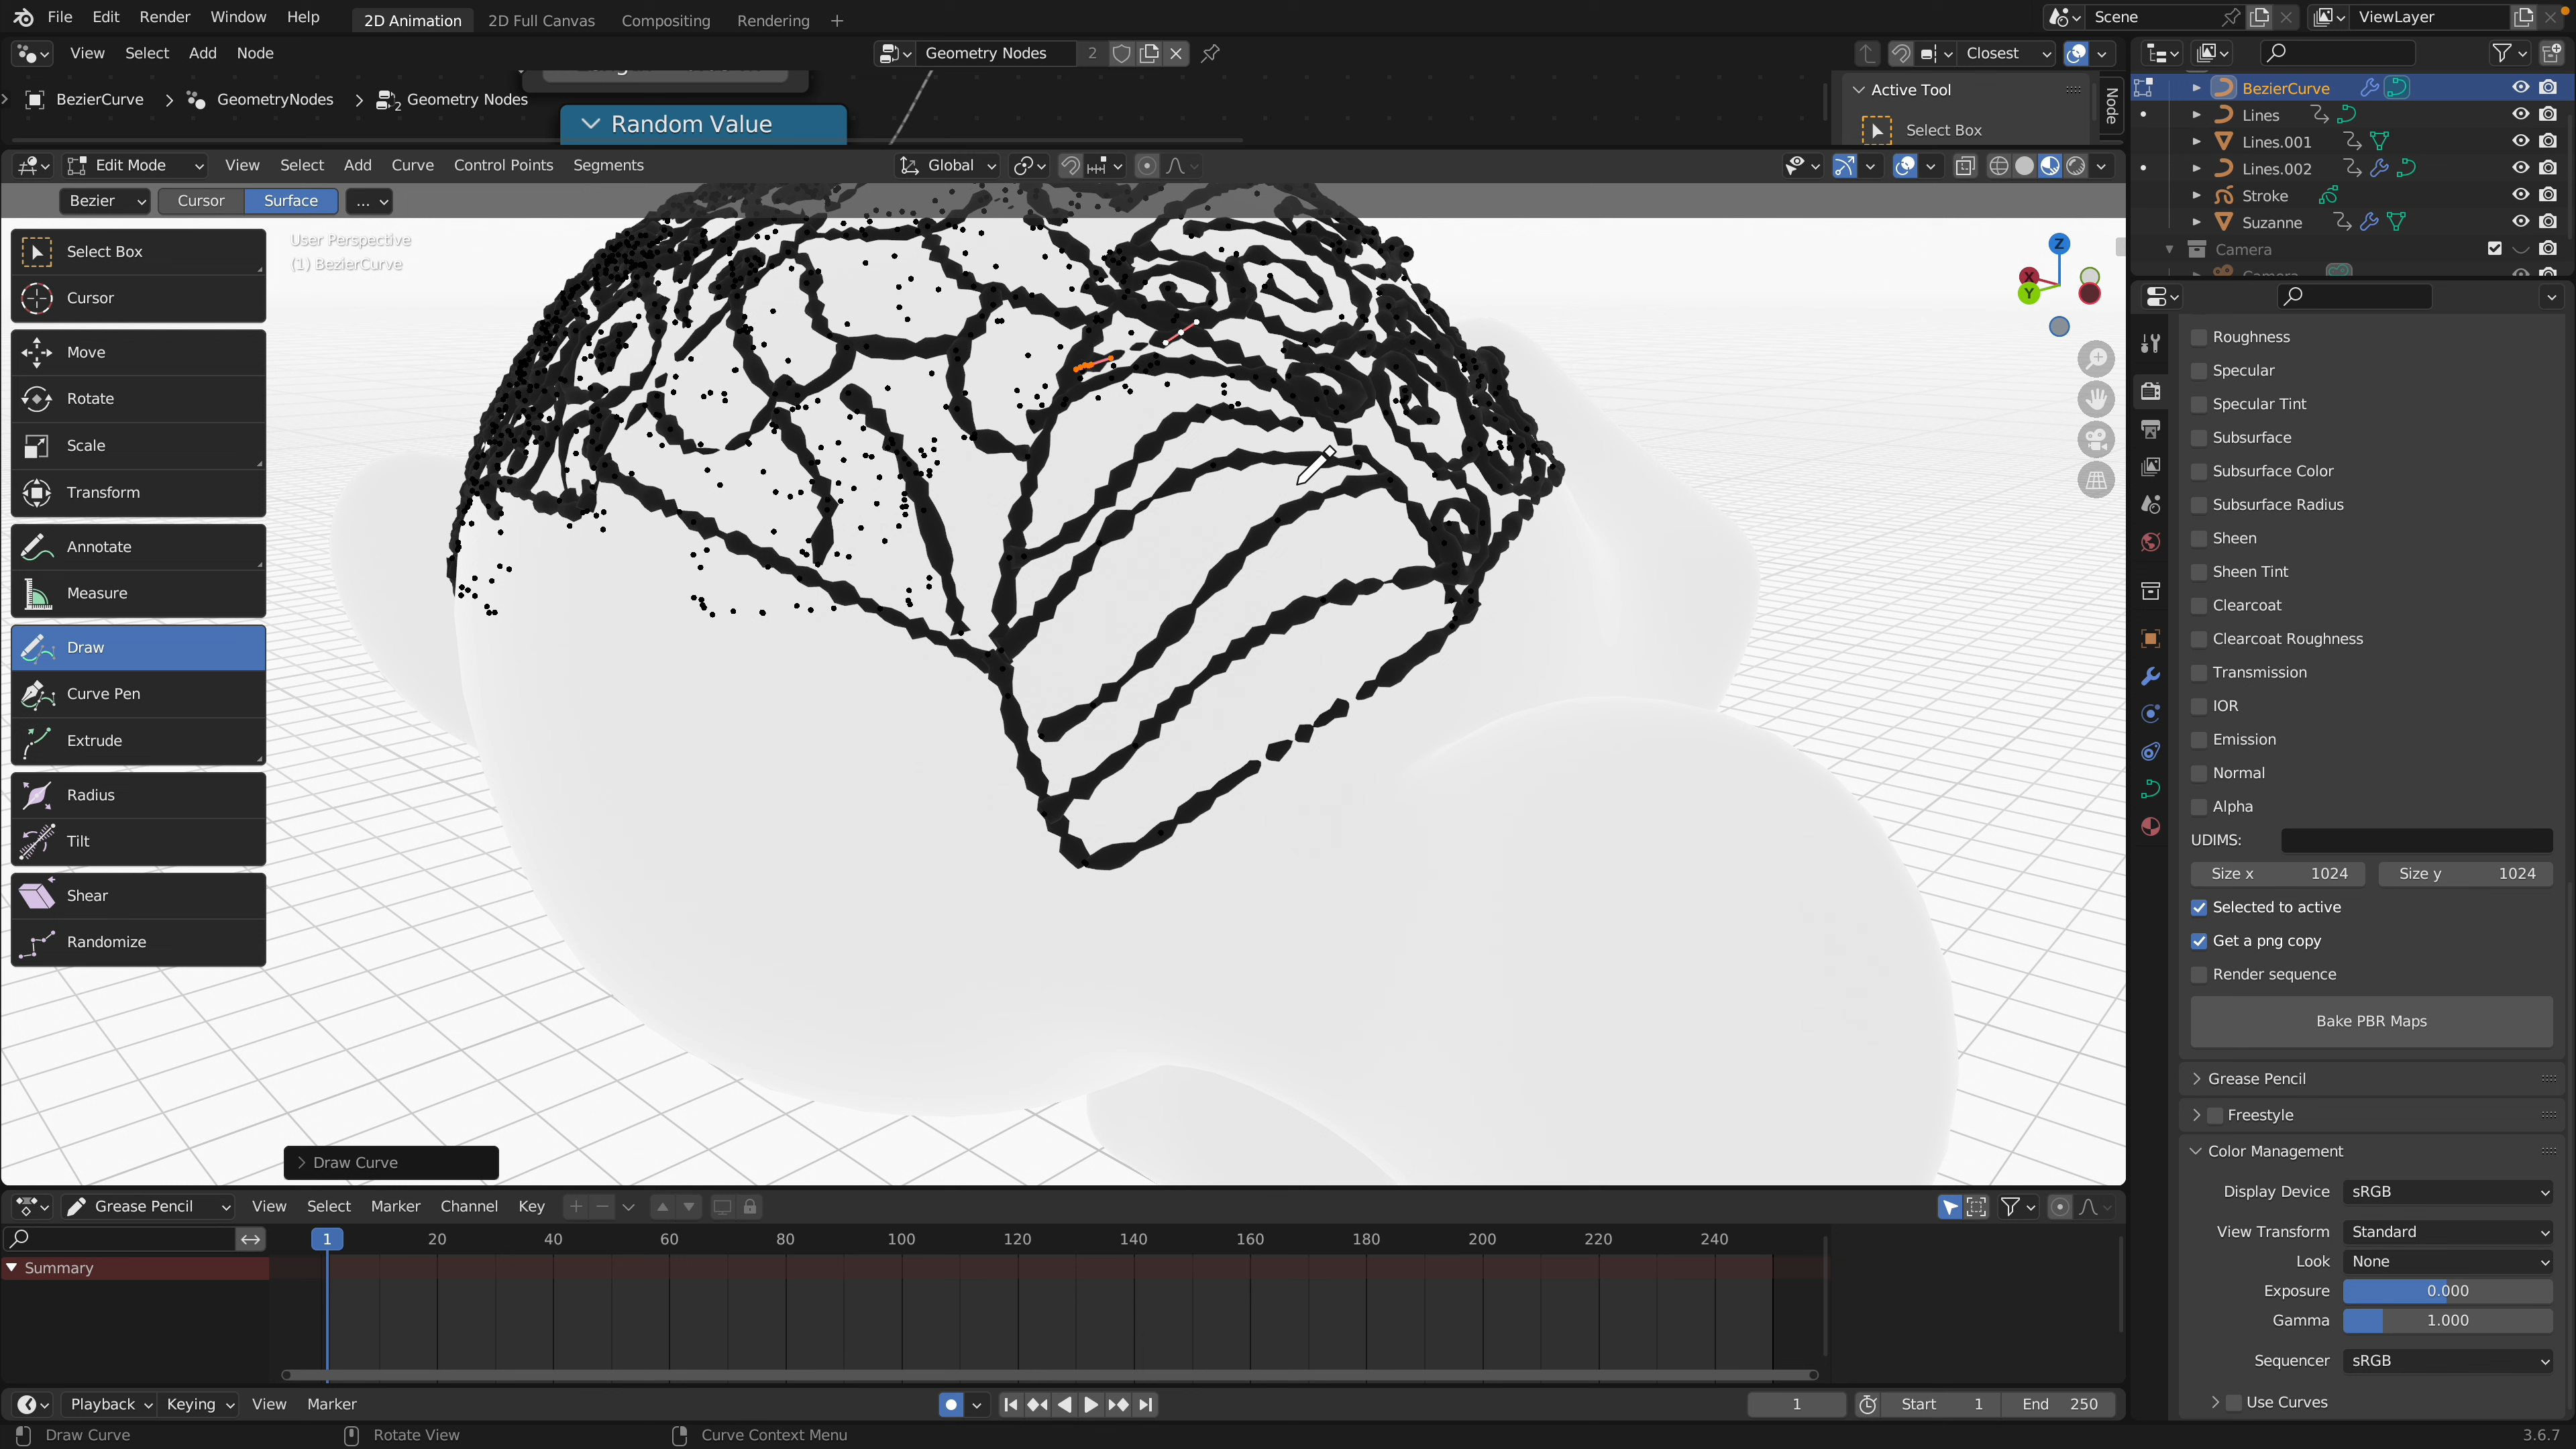 File Edit Render Window Help
2D Animation 2D Full Canvas Compositing Rendering +
Scene
ViewLayer
View Select Add Node
Geometry Nodes 2
Closest
BezierCurve > GeometryNodes > 2 Geometry Nodes
Random Value
Active Tool
Select Box
Node
BezierCurve
Lines
Lines.001
Lines.002
Stroke
Suzanne
Camera
Edit Mode View Select Add Curve Control Points Segments
Global
Bezier Cursor Surface ...
User Perspective
(1) BezierCurve
Z
X
Y
Select Box
Cursor
Move
Rotate
Scale
Transform
Annotate
Measure
Draw
Curve Pen
Extrude
Radius
Tilt
Shear
Randomize
Draw Curve
Roughness
Specular
Specular Tint
Subsurface
Subsurface Color
Subsurface Radius
Sheen
Sheen Tint
Clearcoat
Clearcoat Roughness
Transmission
IOR
Emission
Normal
Alpha
UDIMS:
Size x 1024 Size y 1024
Selected to active
Get a png copy
Render sequence
Bake PBR Maps
Grease Pencil
Freestyle
Color Management
Display Device sRGB
View Transform Standard
Look None
Exposure 0.000
Gamma 1.000
Sequencer sRGB
Use Curves
Grease Pencil View Select Marker Channel Key
1 20 40 60 80 100 120 140 160 180 200 220 240
Summary
Playback Keying View Marker
1 Start 1 End 250
Draw Curve Rotate View Curve Context Menu 3.6.7